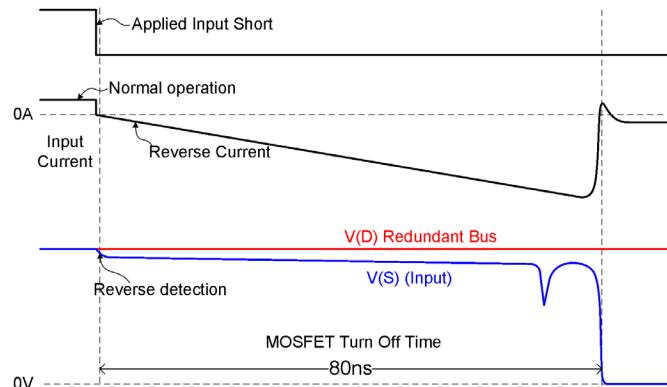 Applied Input Short
Normal operation
0A
Input
Current
Reverse Current
V(D) Redundant Bus
V(S) (Input)
Reverse detection
MOSFET Turn Off Time
80ns
0V